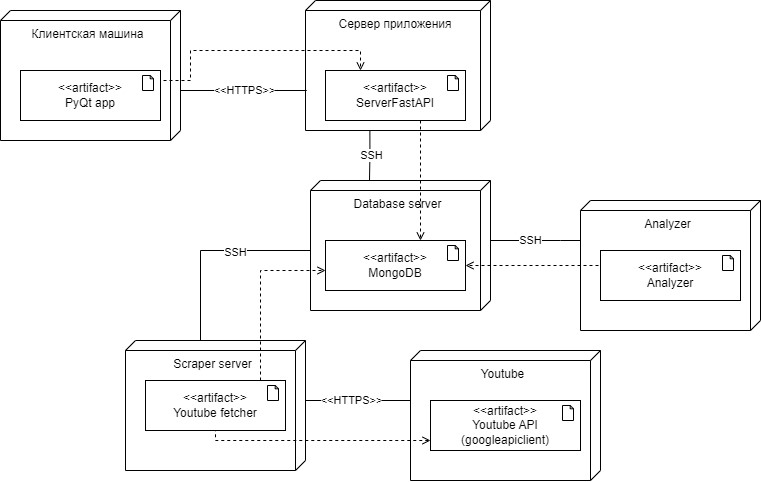 Клиентская машина
<<artifact>>
PyQt app
<<HTTPS>>
Сервер приложения
<<artifact>>
ServerFastAPI
SSH
Database server
<<artifact>>
MongoDB
SSH
Analyzer
<<artifact>>
Analyzer
SSH
Scraper server
<<artifact>>
Youtube fetcher
<<HTTPS>>
Youtube
<<artifact>>
Youtube API
(googleapiclient)